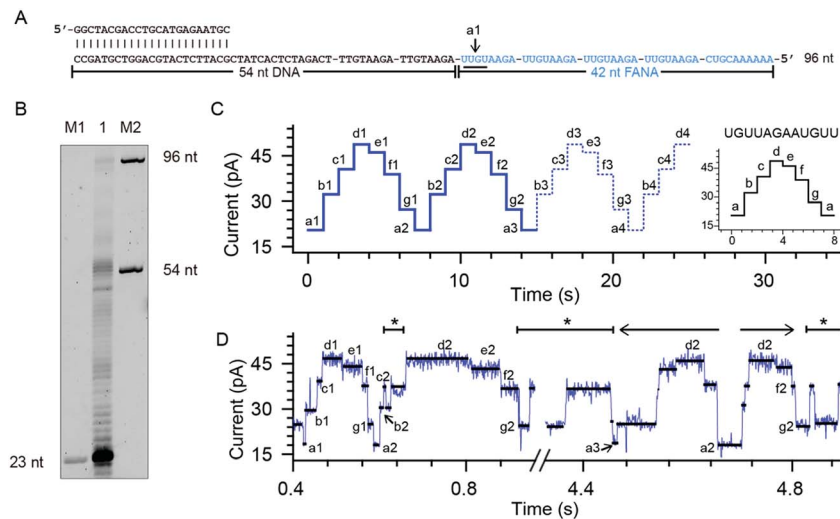 A
5'-GGCTACGACCTGCATGAGAATGC
a1
CCGATGCTGGACGTACTCTTACGCTATCACTCTAGACT-TTGTAAGA-TTGTAAGA-UUGUAAGA-UUGUAAGA-UUGUAAGA-UUGUAAGA-CUGCAAAAAA-5' 96 nt
54 nt DNA 42 nt FANA
B
M1 1 M2
96 nt
54 nt
23 nt
C
Current (pA)
45
30
15
a1 b1 c1 d1 e1 f1 g1 a2 b2 c2 d2 e2 f2 g2 a3 b3 c3 d3 e3 f3 g3 a4 b4 c4 d4
0 10 20 30
Time (s)
UGUUAGAAUGUU
45
30
15
a b c d e f g a
0 4 8
D
Current (pA)
45
30
15
* * *
a1 b1 c1 d1 e1 f1 g1 a2 c2 b2 d2 e2 f2 g2 a3 d2 a2 d2 f2 g2
0.4 0.8 4.4 4.8
Time (s)